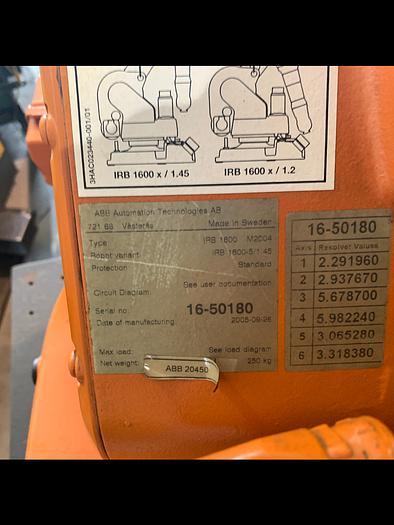 3HAC023440-001/01
IRB 1600 x / 1.45
IRB 1600 x / 1.2
ABB Automation Technologies AB
721 68 Västerås Made in Sweden
Type IRB 1600 M2004
Robot variant: IRB 1600-5/1.45
Protection Standard
Circuit Diagram: See user documentation
Serial no: 16-50180
Date of manufacturing: 2005-09-26
Max load: See load diagram
Net weight: 250 kg
ABB 20450
16-50180
Axis Resolver Values
1 2.291960
2 2.937670
3 5.678700
4 5.982240
5 3.065280
6 3.318380